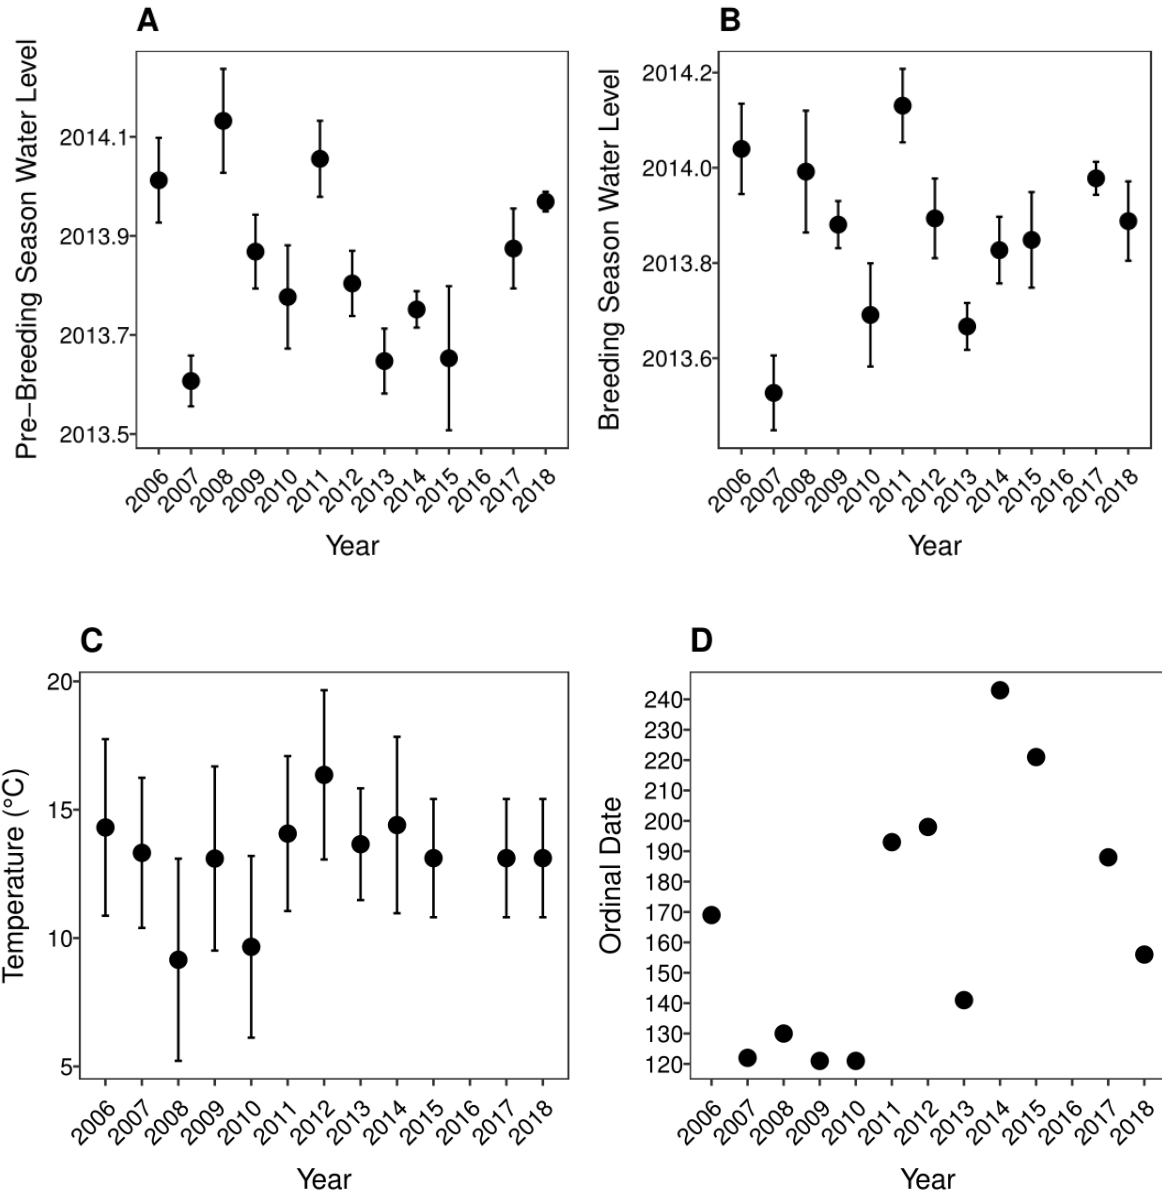 A
Pre−Breeding Season Water Level
2014.1
2013.9
2013.7
2013.5
2006 2007 2008 2009 2010 2011 2012 2013 2014 2015 2016 2017 2018
Year
B
Breeding Season Water Level
2014.2
2014.0
2013.8
2013.6
2006 2007 2008 2009 2010 2011 2012 2013 2014 2015 2016 2017 2018
Year
C
Temperature (°C)
20
15
10
5
2006 2007 2008 2009 2010 2011 2012 2013 2014 2015 2016 2017 2018
Year
D
Ordinal Date
240
230
220
210
200
190
180
170
160
150
140
130
120
2006 2007 2008 2009 2010 2011 2012 2013 2014 2015 2016 2017 2018
Year